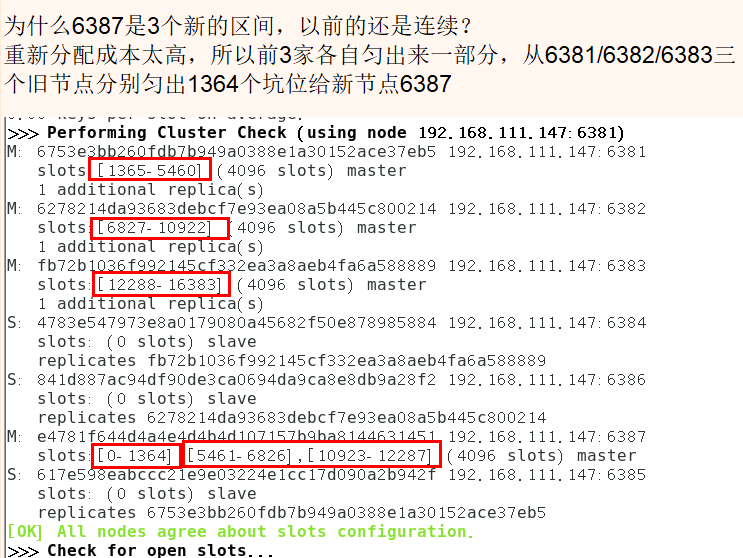 为什么6387是3个新的区间，以前的还是连续？
重新分配成本太高，所以前3家各自匀出来一部分，从6381/6382/6383三
个旧节点分别匀出1364个坑位给新节点6387
>>> Performing Cluster Check (using node 192.168.111.147:6381)
M: 6753e3bb260fdb7b949a0388e1a30152ace37eb5 192.168.111.147:6381
slots:[1365-5460] (4096 slots) master
1 additional replica(s)
M: 6278214da93683debcf7e93ea08a5b445c800214 192.168.111.147:6382
slots:[6827-10922] (4096 slots) master
1 additional replica(s)
M: fb72b1036f992145cf332ea3a8aeb4fa6a588889 192.168.111.147:6383
slots:[12288-16383] (4096 slots) master
1 additional replica(s)
S: 4783e547973e8a0179080a45682f50e878985884 192.168.111.147:6384
slots: (0 slots) slave
replicates fb72b1036f992145cf332ea3a8aeb4fa6a588889
S: 841d887ac94df90de3ca0694da9ca8e8db9a28f2 192.168.111.147:6386
slots: (0 slots) slave
replicates 6278214da93683debcf7e93ea08a5b445c800214
M: e4781f644d4a4e4d4b4d107157b9ba8144631451 192.168.111.147:6387
slots:[0-1364],[5461-6826],[10923-12287] (4096 slots) master
S: 617e598eabccc21e9e03224e1cc17d090a2b942f 192.168.111.147:6385
slots: (0 slots) slave
replicates 6753e3bb260fdb7b949a0388e1a30152ace37eb5
[OK] All nodes agree about slots configuration.
>>> Check for open slots...